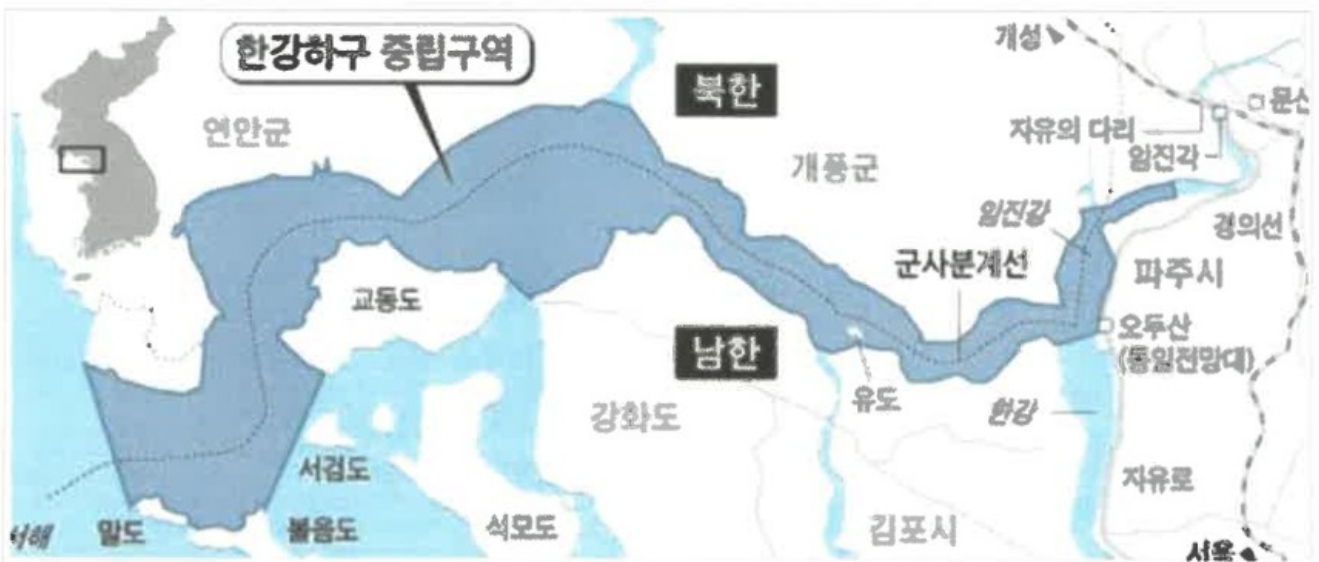 한강하구 중립구역
개성
북한
문산
연안군
자유의 다리
임진각
개풍군
임진강
경의선
군사분계선
파주시
교동도
오두산
(통일전망대)
남한
유도
강화도
한강
서검도
자유로
서해
말도
볼음도
석모도
김포시
서울